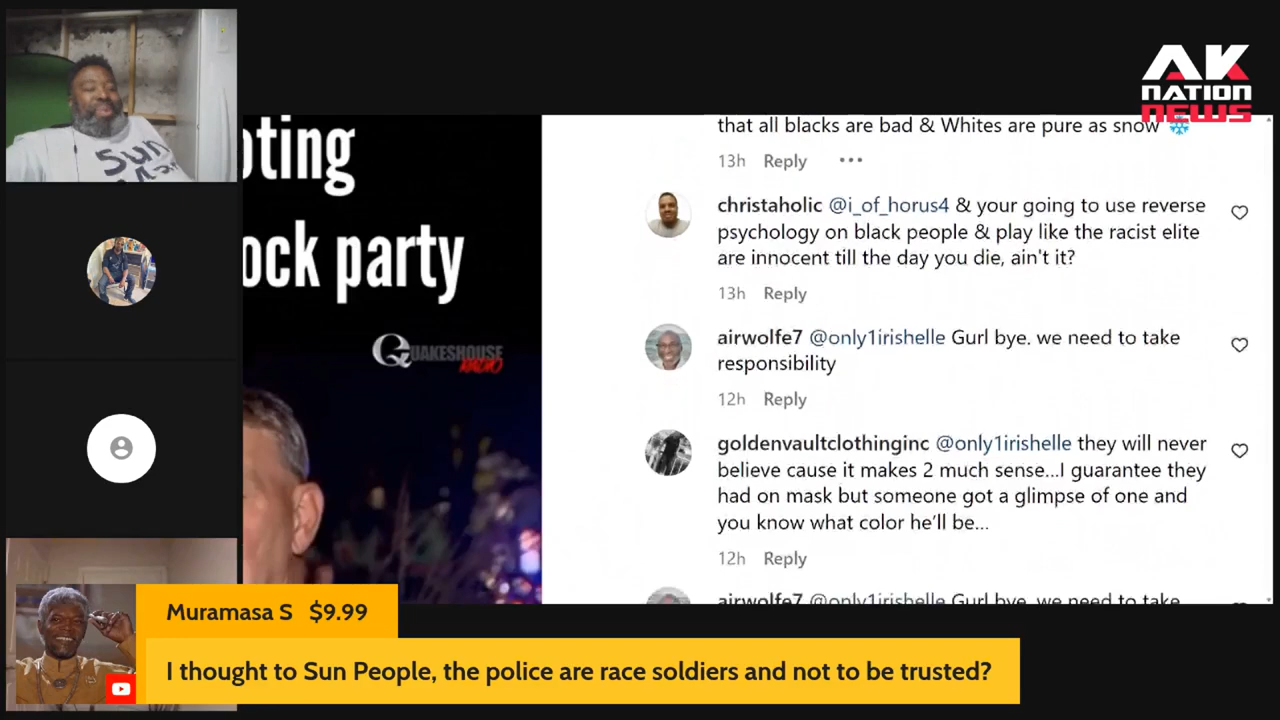 AK
NATION
NEWS
Sun
oting
ock party
QUAKESHOUSE
RADIO
that all blacks are bad & Whites are pure as snow ❄️
13h Reply •••
christaholic @i_of_horus4 & your going to use reverse
psychology on black people & play like the racist elite
are innocent till the day you die, ain't it?
13h Reply
airwolfe7 @only1irishelle Gurl bye. we need to take
responsibility
12h Reply
goldenvaultclothinginc @only1irishelle they will never
believe cause it makes 2 much sense...I guarantee they
had on mask but someone got a glimpse of one and
you know what color he'll be...
12h Reply
airwolfe7 @only1irishelle Gurl bye. we need to take
Muramasa S $9.99
I thought to Sun People, the police are race soldiers and not to be trusted?